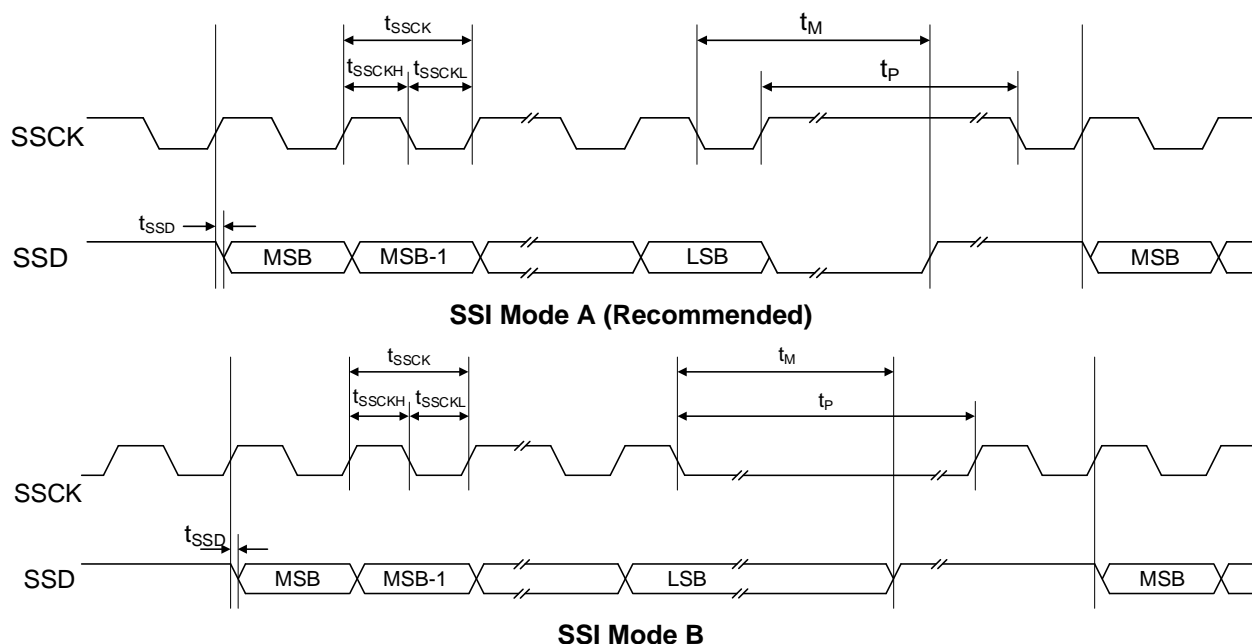 tSSCK
tM
tSSCKH tSSCKL
tP
SSCK
tSSD
SSD
MSB MSB-1 LSB MSB
SSI Mode A (Recommended)
tSSCK
tM
tSSCKH tSSCKL
tP
SSCK
tSSD
SSD
MSB MSB-1 LSB MSB
SSI Mode B